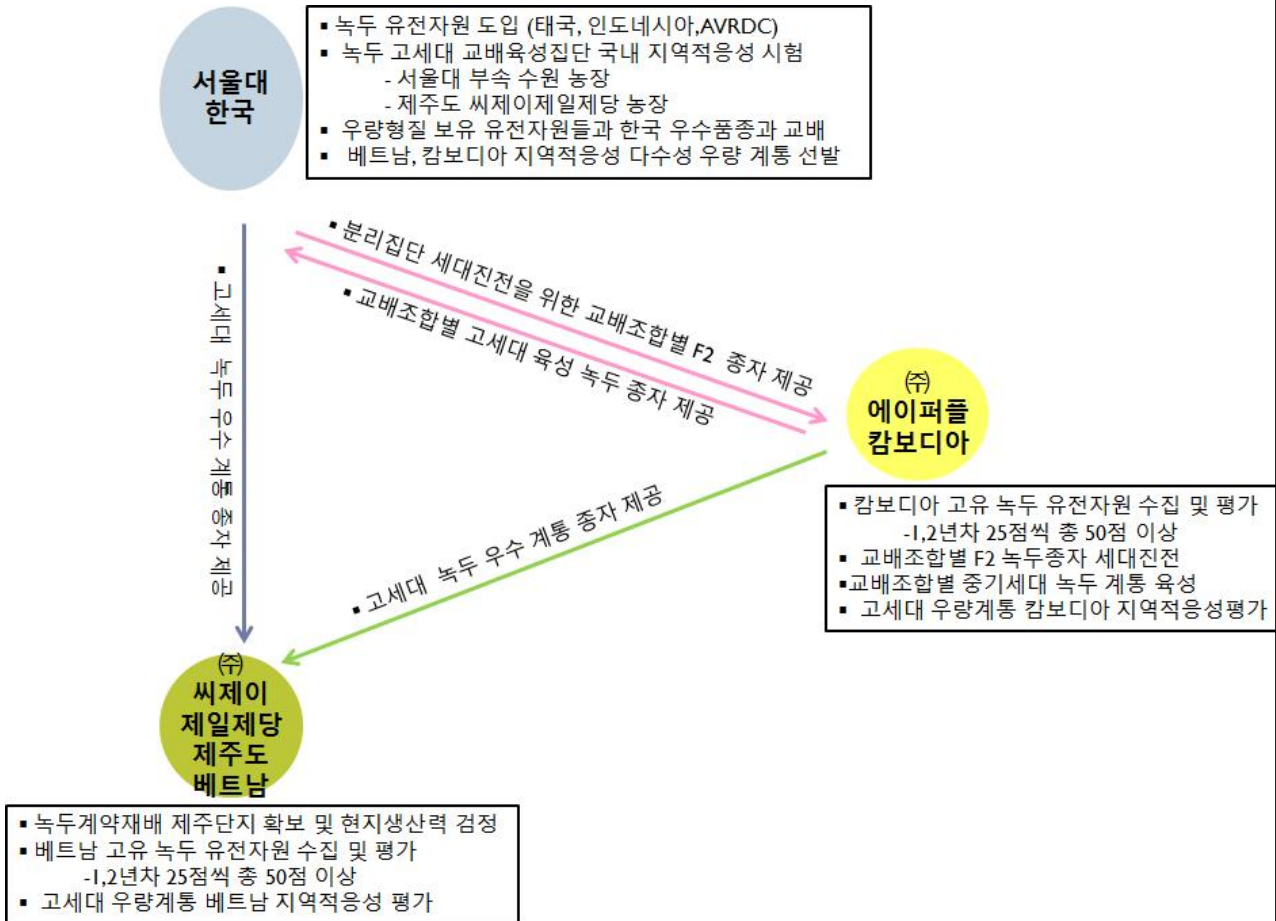 서울대
한국
▪ 녹두 유전자원 도입 (태국, 인도네시아,AVRDC)
▪ 녹두 고세대 교배육성집단 국내 지역적응성 시험
- 서울대 부속 수원 농장
- 제주도 씨제이제일제당 농장
▪ 우량형질 보유 유전자원들과 한국 우수품종과 교배
▪ 베트남, 캄보디아 지역적응성 다수성 우량 계통 선발
▪ 분리집단 세대진전을 위한 교배조합별 F2 종자 제공
▪ 교배조합별 고세대 육성 녹두 종자 제공
▪ 고세대 녹두 우수 계통 종자 제공
㈜
에이퍼플
캄보디아
▪ 캄보디아 고유 녹두 유전자원 수집 및 평가
-1,2년차 25점씩 총 50점 이상
▪ 교배조합별 F2 녹두종자 세대진전
▪교배조합별 중기세대 녹두 계통 육성
▪ 고세대 우량계통 캄보디아 지역적응성평가
▪ 고세대 녹두 우수 계통 종자 제공
㈜
씨제이
제일제당
제주도
베트남
▪ 녹두계약재배 제주단지 확보 및 현지생산력 검정
▪ 베트남 고유 녹두 유전자원 수집 및 평가
-1,2년차 25점씩 총 50점 이상
▪ 고세대 우량계통 베트남 지역적응성 평가